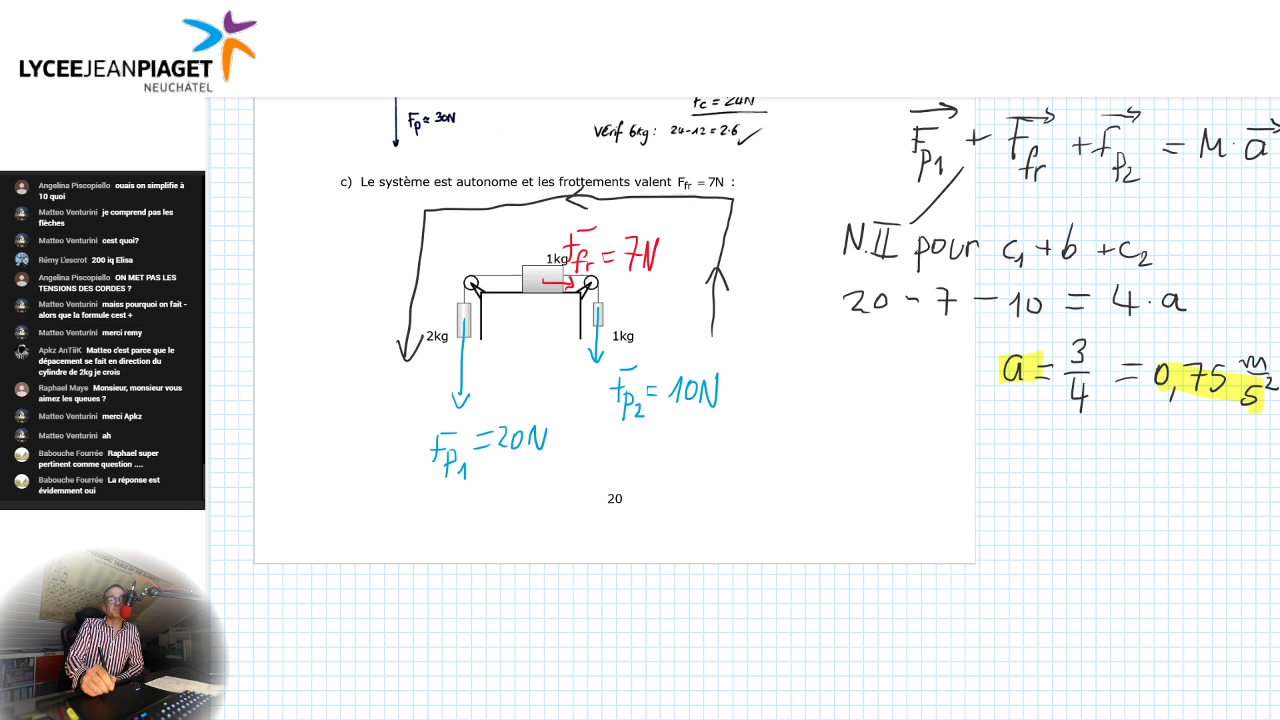 LYCEEJEANPIAGET
NEUCHÂTEL
Angelina Piscopiello ouais on simplifie à
10 quoi
Matteo Venturini je comprend pas les
flèches
Matteo Venturini cest quoi?
Rémy L'escrot 200 iq Elisa
Angelina Piscopiello ON MET PAS LES
TENSIONS DES CORDES ?
Matteo Venturini maiss pourquoi on fait -
alors que la formule cest +
Matteo Venturini merci remy
Apkz AnTiiK Matteo c'est parce que le
dépacement se fait en direction du
cylindre de 2kg je crois
Raphael Maye Monsieur, monsieur vous
aimez les queues ?
Matteo Venturini merci Apkz
Matteo Venturini ah
Babouche Fourrée Raphael super
pertinent comme question ....
Babouche Fourrée La réponse est
évidemment oui
Fp = 30N
Fc = 24N
Vérif 6kg : 24-12 = 2·6 ✓
c) Le système est autonome et les frottements valent Ffr = 7N :
1kg
Ffr = 7N
2kg
1kg
Fp2 = 10N
Fp1 = 20N
20
Fp1 + Ffr + Fp2 = M · a
N.II pour c1 + b + c2
20 - 7 - 10 = 4 · a
a = 3/4 = 0,75 m/s²